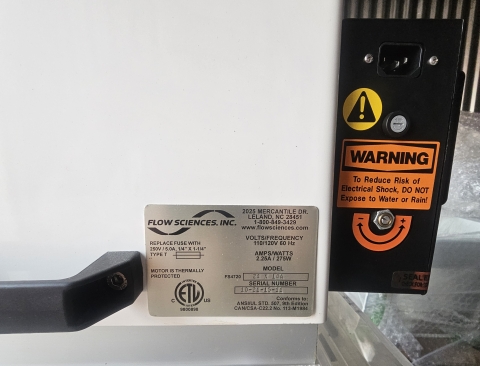 WARNING
To Reduce Risk of
Electrical Shock, DO NOT
Expose to Water or Rain!
FLOW SCIENCES, INC.
2025 MERCANTILE DR.
LELAND, NC 28451
1-800-849-3429
www.flowsciences.com
REPLACE FUSE WITH
250V / 5.0A, 1/4" X 1-1/4"
TYPE T
VOLTS/FREQUENCY
110/120V 60 Hz
AMPS/WATTS
2.25A / 275W
MOTOR IS THERMALLY
PROTECTED
MODEL
SERIAL NUMBER
ETL
Conforms to:
ANSI/UL STD. 507, 9th Edition
CAN/CSA-C22.2 No. 113-M1984